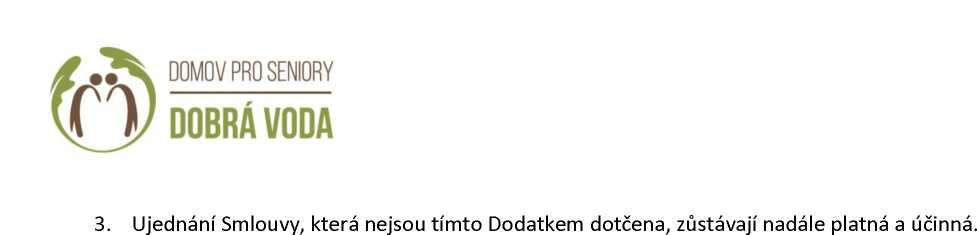 DOMOV PRO SENIORY
DOBRÁ VODA
3. Ujednání Smlouvy, která nejsou tímto Dodatkem dotčena, zůstávají nadále platná a účinná.